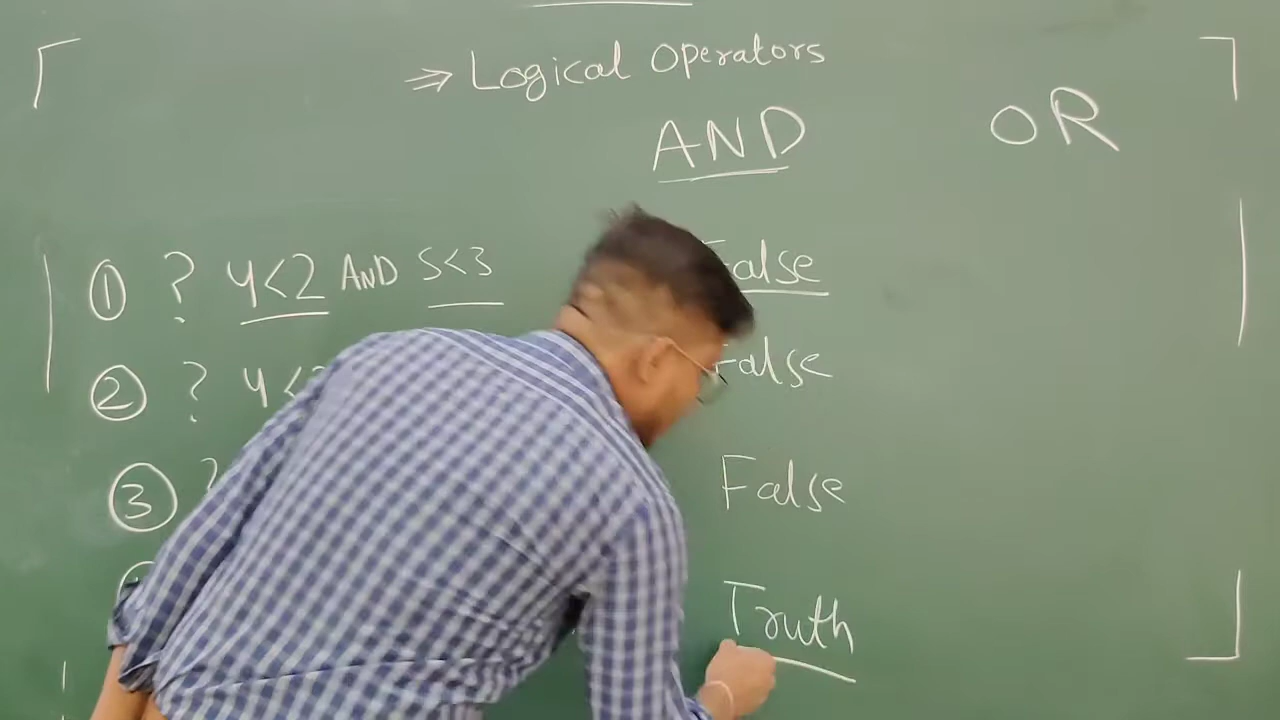 ⇒ Logical Operators
AND OR
① ? 4<2 AND 5<3 False
② ? 4< False
③ ? False
Truth